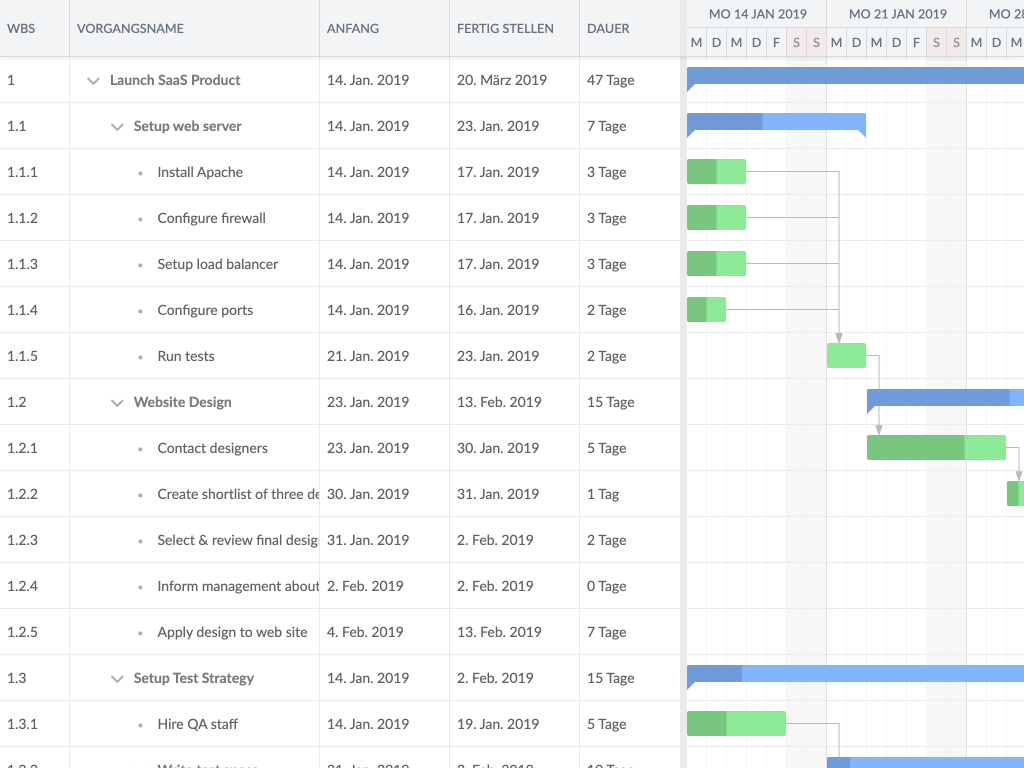 WBS VORGANGSNAME ANFANG FERTIG STELLEN DAUER
MO 14 JAN 2019 MO 21 JAN 2019 MO 28
M D M D F S S M D M D F S S M D M
1 Launch SaaS Product 14. Jan. 2019 20. März 2019 47 Tage
1.1 Setup web server 14. Jan. 2019 23. Jan. 2019 7 Tage
1.1.1 Install Apache 14. Jan. 2019 17. Jan. 2019 3 Tage
1.1.2 Configure firewall 14. Jan. 2019 17. Jan. 2019 3 Tage
1.1.3 Setup load balancer 14. Jan. 2019 17. Jan. 2019 3 Tage
1.1.4 Configure ports 14. Jan. 2019 16. Jan. 2019 2 Tage
1.1.5 Run tests 21. Jan. 2019 23. Jan. 2019 2 Tage
1.2 Website Design 23. Jan. 2019 13. Feb. 2019 15 Tage
1.2.1 Contact designers 23. Jan. 2019 30. Jan. 2019 5 Tage
1.2.2 Create shortlist of three de 30. Jan. 2019 31. Jan. 2019 1 Tag
1.2.3 Select & review final desig 31. Jan. 2019 2. Feb. 2019 2 Tage
1.2.4 Inform management about 2. Feb. 2019 2. Feb. 2019 0 Tage
1.2.5 Apply design to web site 4. Feb. 2019 13. Feb. 2019 7 Tage
1.3 Setup Test Strategy 14. Jan. 2019 2. Feb. 2019 15 Tage
1.3.1 Hire QA staff 14. Jan. 2019 19. Jan. 2019 5 Tage